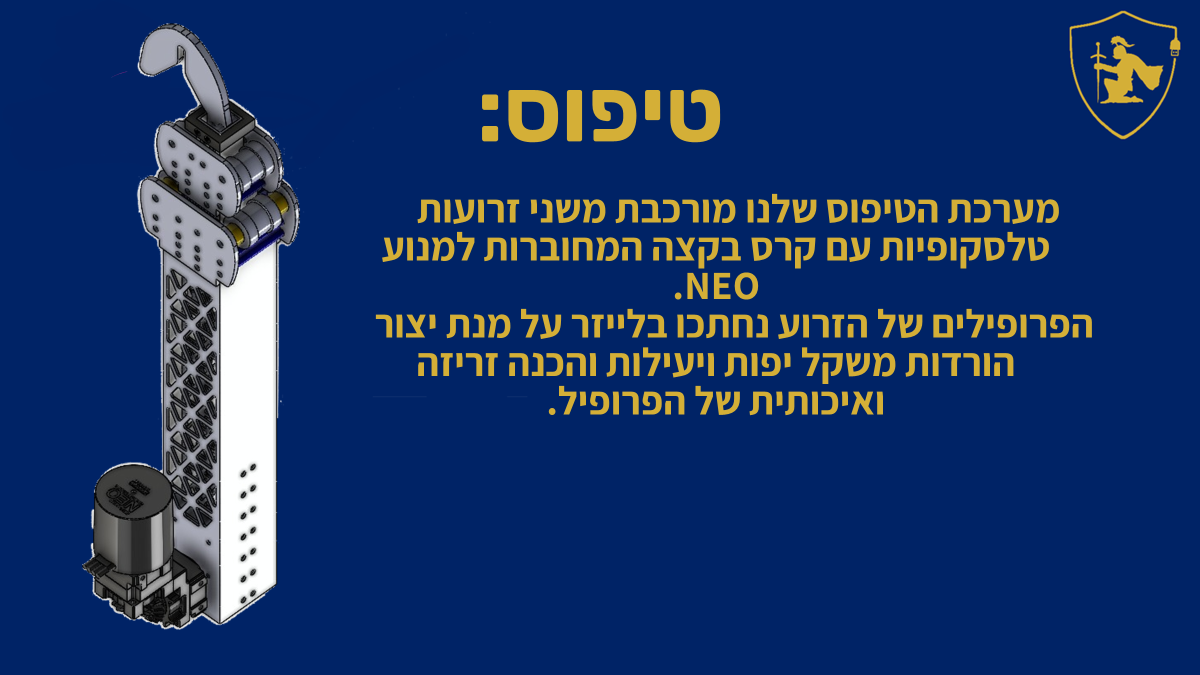 טיפוס:
מערכת הטיפוס שלנו מורכבת משני זרועות
טלסקופיות עם קרס בקצה המחוברות למנוע
NEO.
הפרופילים של הזרוע נחתכו בלייזר על מנת יצור
הורדות משקל יפות ויעילות והכנה זריזה
ואיכותית של הפרופיל.
NEO